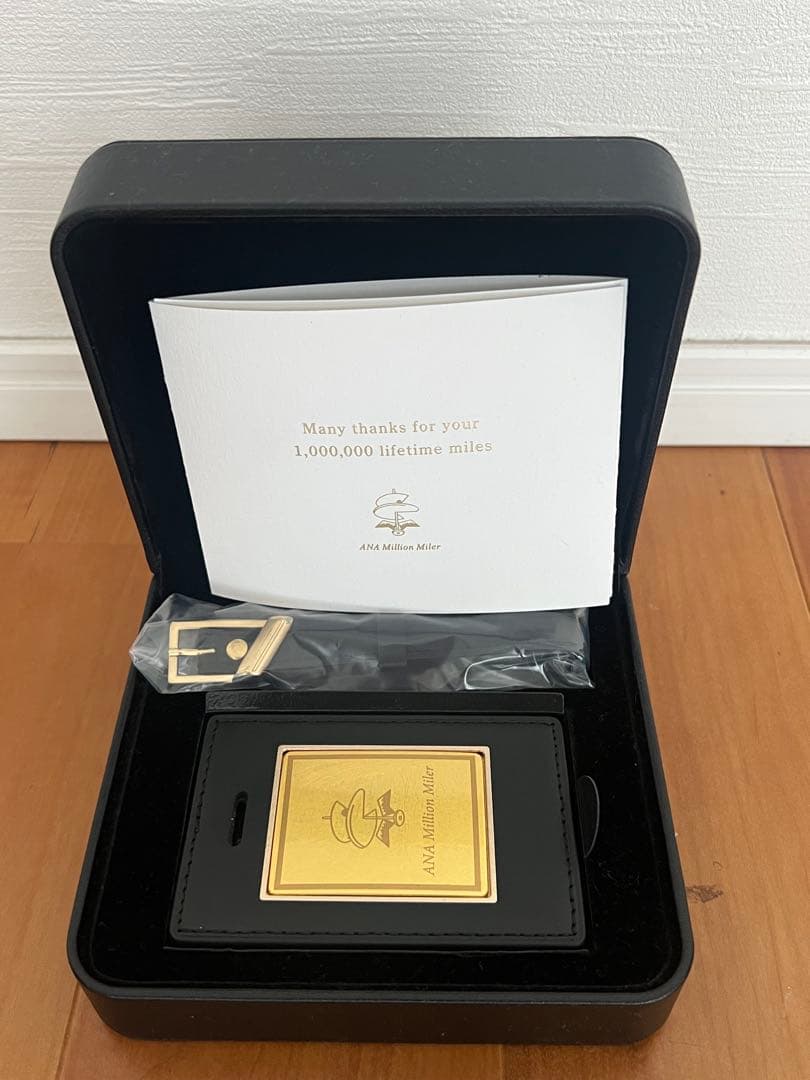 Many thanks for your
1,000,000 lifetime miles
ANA Million Miler
ANA Million Miler